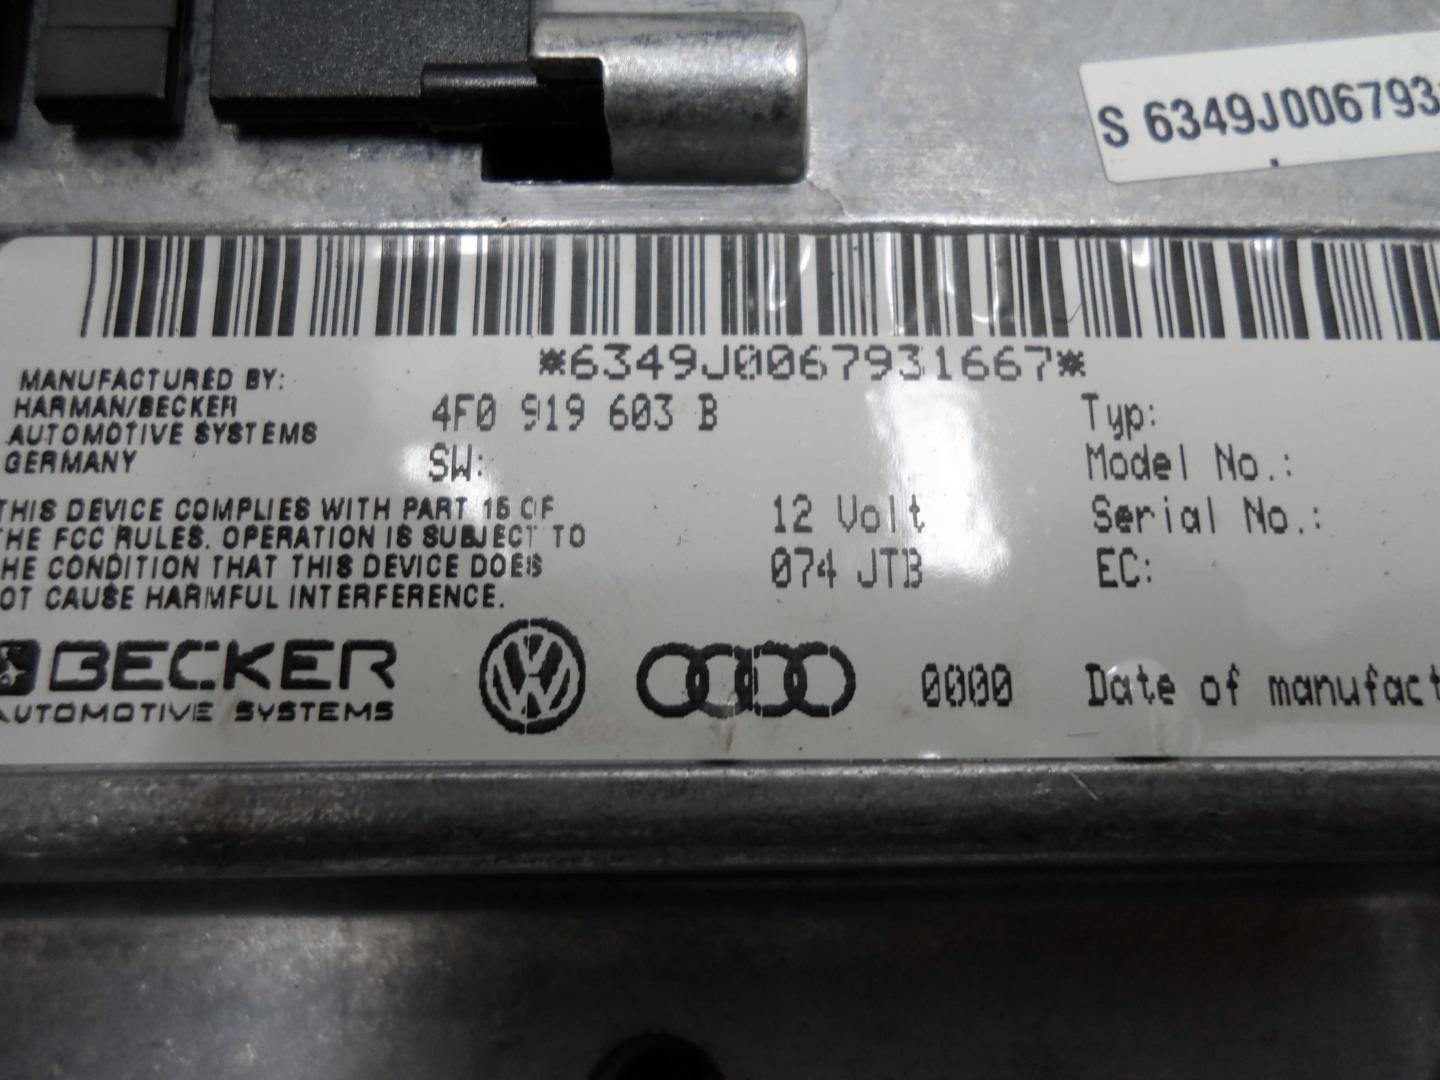 S 6349J0067931
*6349J0067931667*
MANUFACTURED BY:
HARMAN/BECKER
AUTOMOTIVE SYSTEMS
GERMANY
4F0 919 603 B
SW:
12 Volt
074 JTB
Typ:
Model No.:
Serial No.:
EC:
THIS DEVICE COMPLIES WITH PART 15 OF
THE FCC RULES. OPERATION IS SUBJECT TO
HE CONDITION THAT THIS DEVICE DOES
OT CAUSE HARMFUL INTERFERENCE.
BECKER
AUTOMOTIVE SYSTEMS
0000
Date of manufact